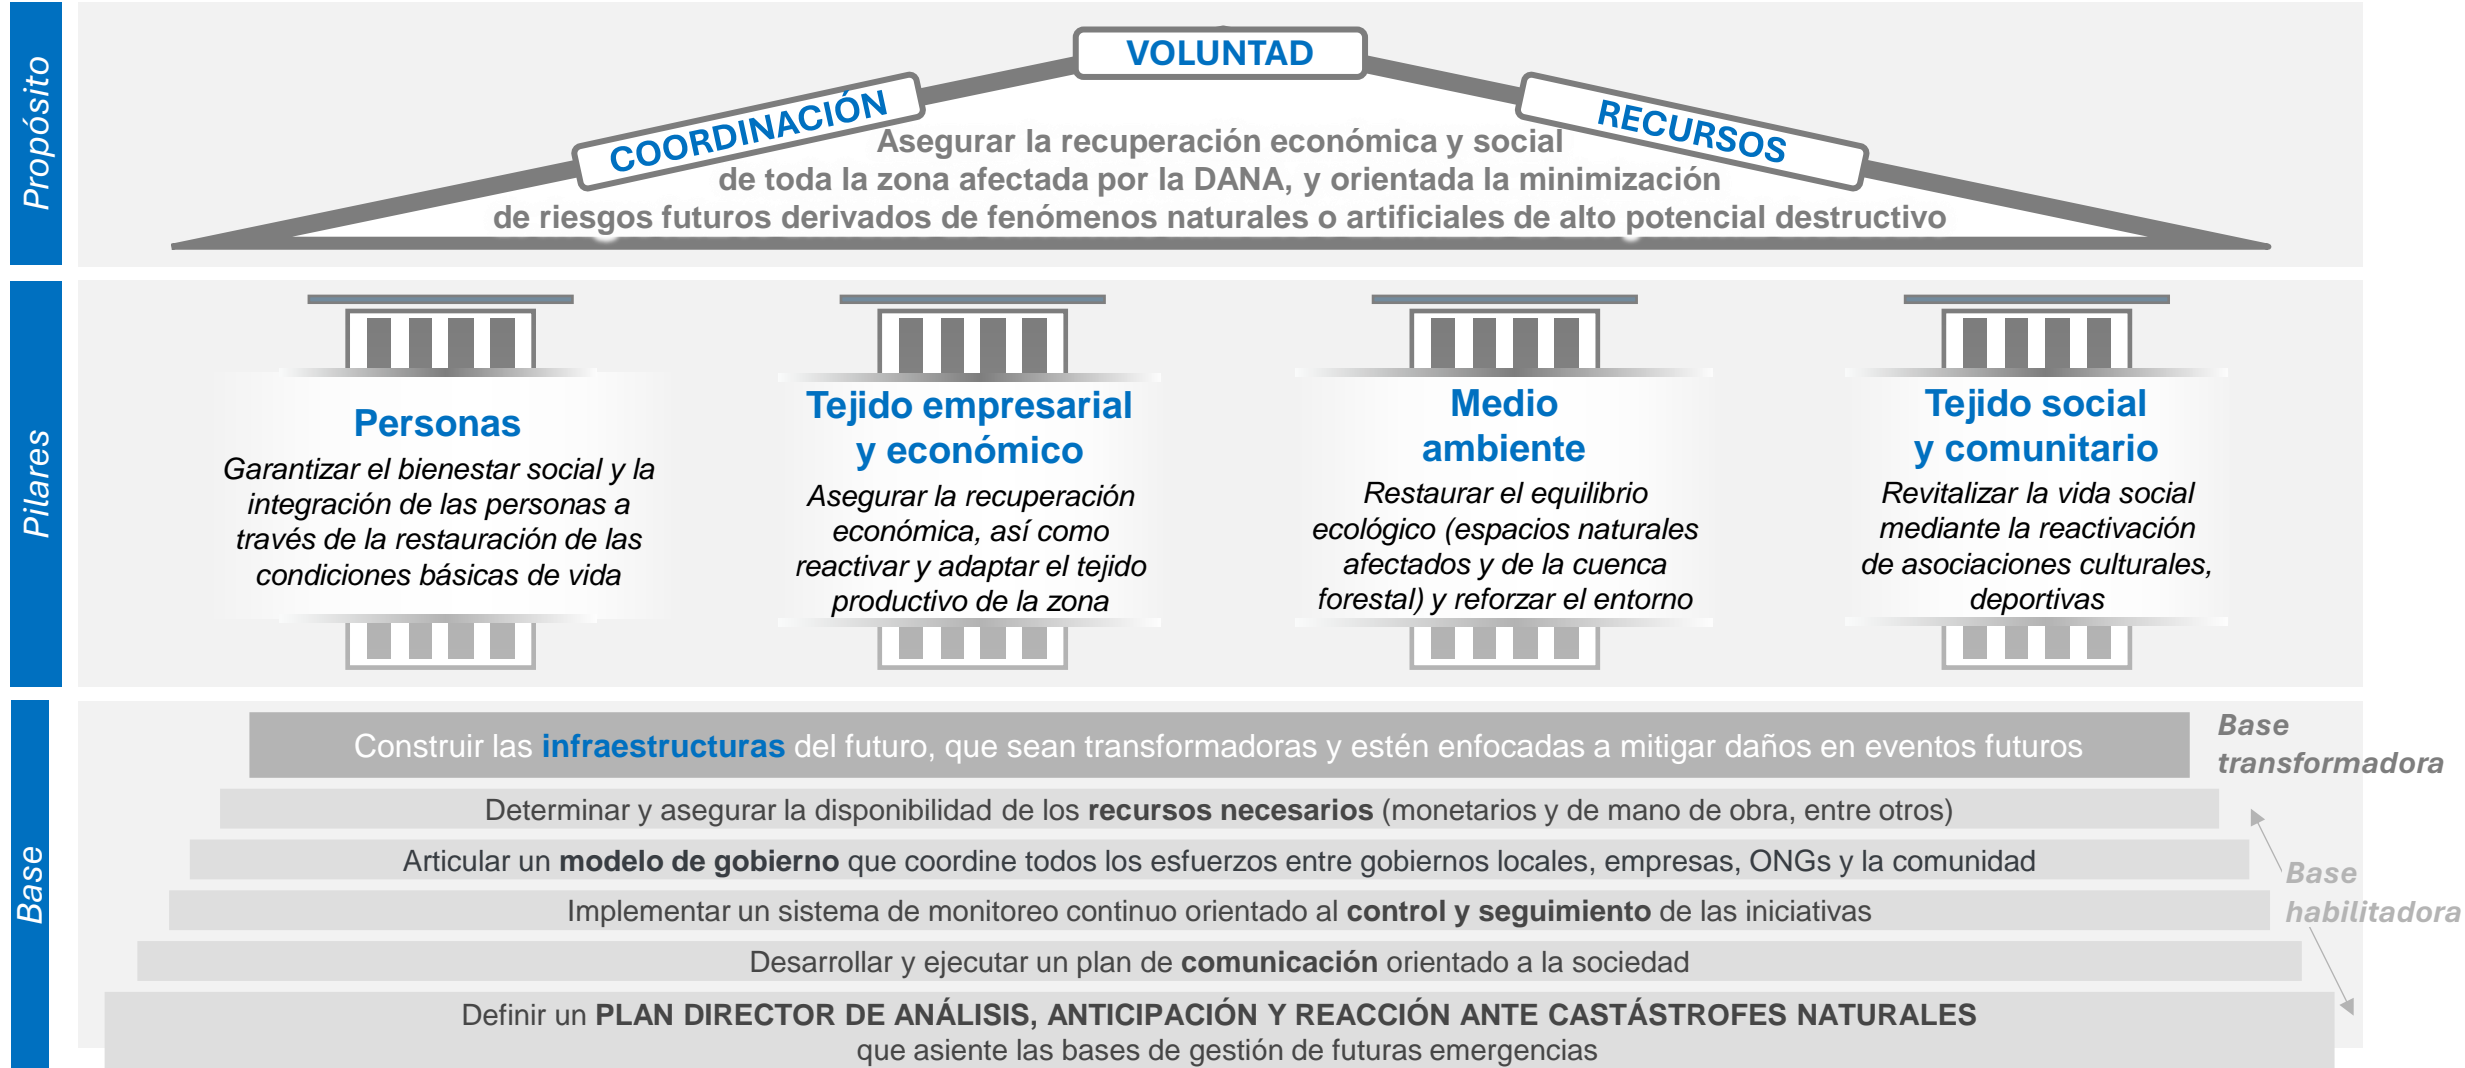 Propósito
VOLUNTAD
COORDINACIÓN
RECURSOS
Asegurar la recuperación económica y social
de toda la zona afectada por la DANA, y orientada la minimización
de riesgos futuros derivados de fenómenos naturales o artificiales de alto potencial destructivo
Pilares
Personas
Garantizar el bienestar social y la
integración de las personas a
través de la restauración de las
condiciones básicas de vida
Tejido empresarial
y económico
Asegurar la recuperación
económica, así como
reactivar y adaptar el tejido
productivo de la zona
Medio
ambiente
Restaurar el equilibrio
ecológico (espacios naturales
afectados y de la cuenca
forestal) y reforzar el entorno
Tejido social
y comunitario
Revitalizar la vida social
mediante la reactivación
de asociaciones culturales,
deportivas
Base
Construir las infraestructuras del futuro, que sean transformadoras y estén enfocadas a mitigar daños en eventos futuros
Base
transformadora
Determinar y asegurar la disponibilidad de los recursos necesarios (monetarios y de mano de obra, entre otros)
Articular un modelo de gobierno que coordine todos los esfuerzos entre gobiernos locales, empresas, ONGs y la comunidad
Implementar un sistema de monitoreo continuo orientado al control y seguimiento de las iniciativas
Base
habilitadora
Desarrollar y ejecutar un plan de comunicación orientado a la sociedad
Definir un PLAN DIRECTOR DE ANÁLISIS, ANTICIPACIÓN Y REACCIÓN ANTE CASTÁSTROFES NATURALES
que asiente las bases de gestión de futuras emergencias